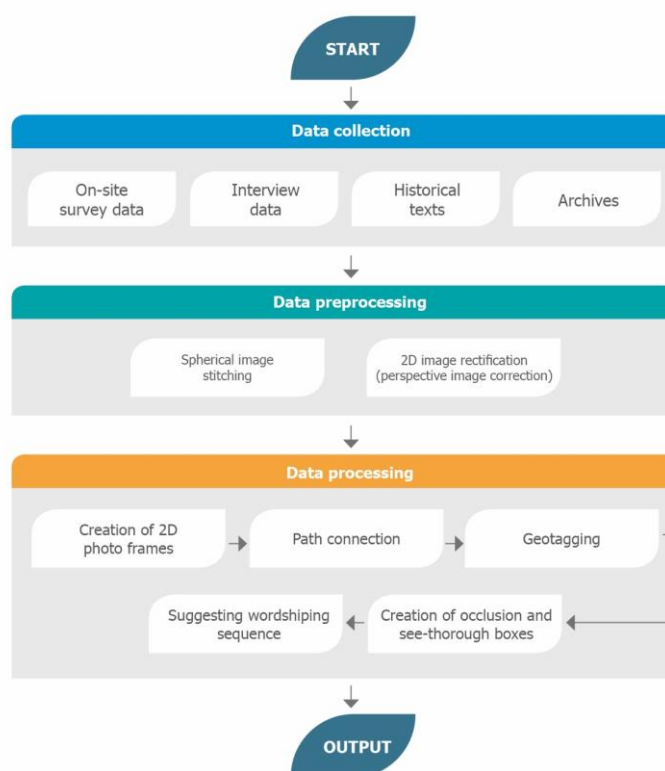 START
Data collection
On-site
survey data
Interview
data
Historical
texts
Archives
Data preprocessing
Spherical image
stitching
2D image rectification
(perspective image correction)
Data processing
Creation of 2D
photo frames
Path connection
Geotagging
Suggesting wordshiping
sequence
Creation of occlusion and
see-thorough boxes
OUTPUT